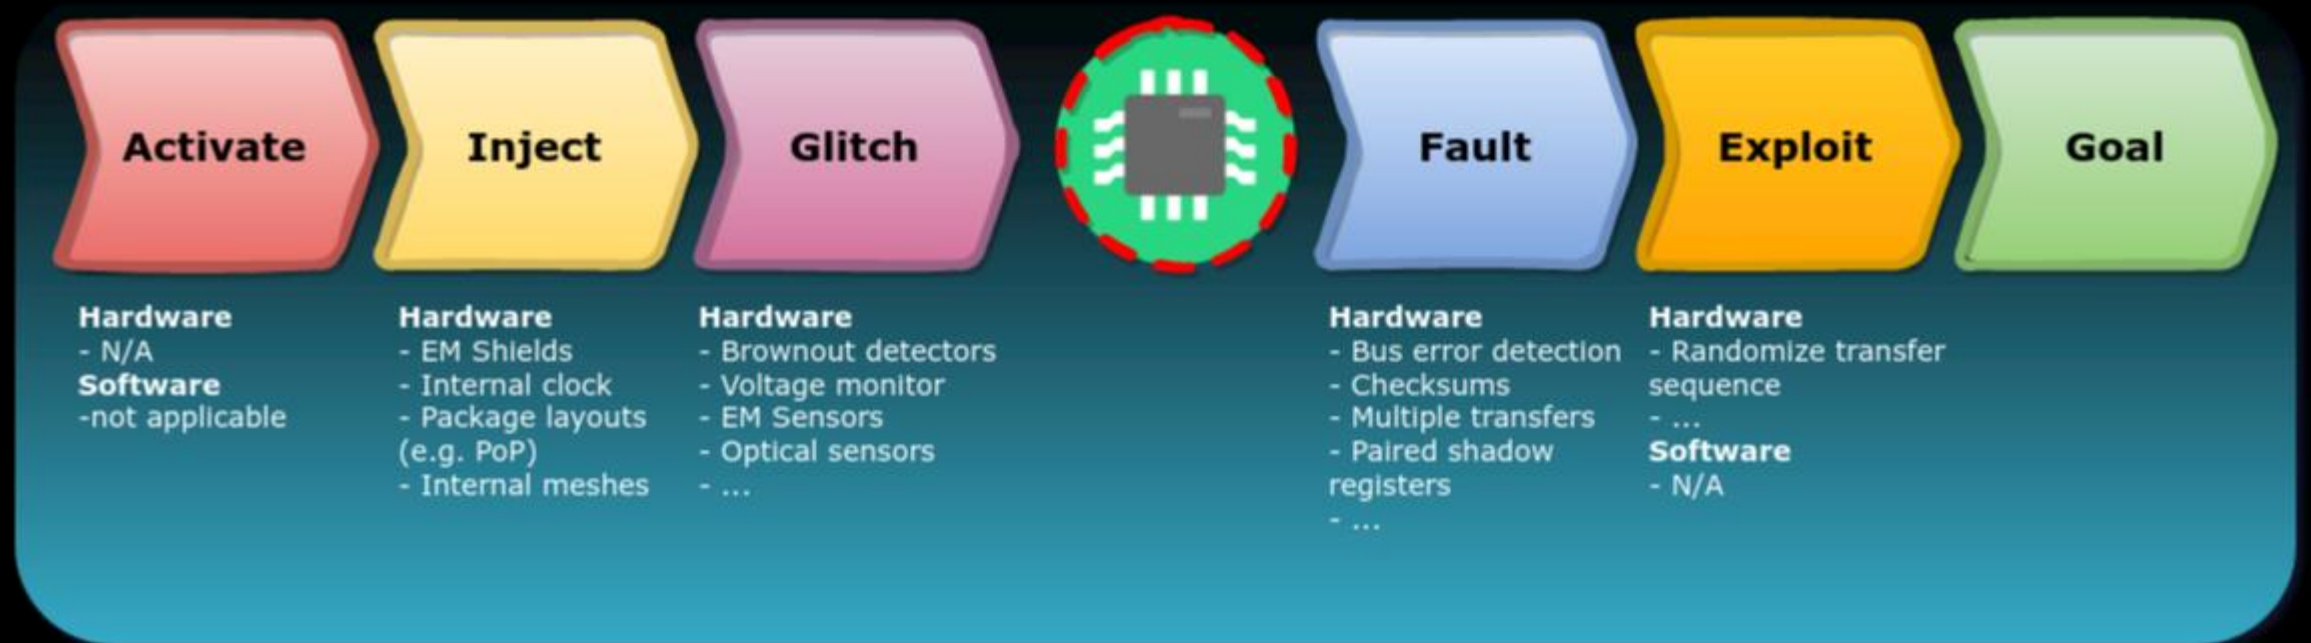 Activate
Inject
Glitch
Fault
Exploit
Goal
Hardware
- N/A
Software
-not applicable
Hardware
- EM Shields
- Internal clock
- Package layouts
(e.g. PoP)
- Internal meshes
Hardware
- Brownout detectors
- Voltage monitor
- EM Sensors
- Optical sensors
- ...
Hardware
- Bus error detection
- Checksums
- Multiple transfers
- Paired shadow
registers
- ...
Hardware
- Randomize transfer
sequence
- ...
Software
- N/A